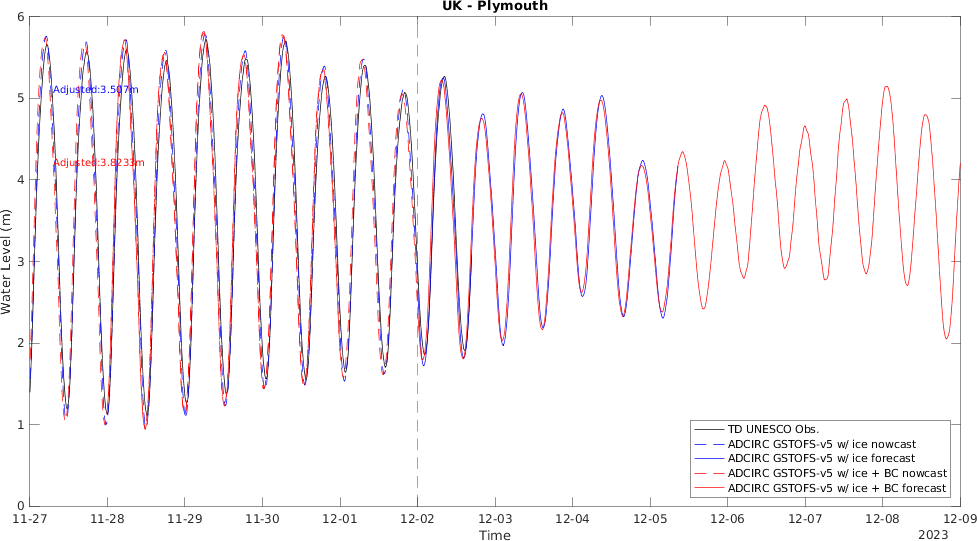 UK - Plymouth
6
5
4
3
2
1
0
Water Level (m)
Adjusted:3.507m
Adjusted:3.8233m
TD UNESCO Obs.
ADCIRC GSTOFS-v5 w/ ice nowcast
ADCIRC GSTOFS-v5 w/ ice forecast
ADCIRC GSTOFS-v5 w/ ice + BC nowcast
ADCIRC GSTOFS-v5 w/ ice + BC forecast
11-27 11-28 11-29 11-30 12-01 12-02 12-03 12-04 12-05 12-06 12-07 12-08 12-09
Time
2023